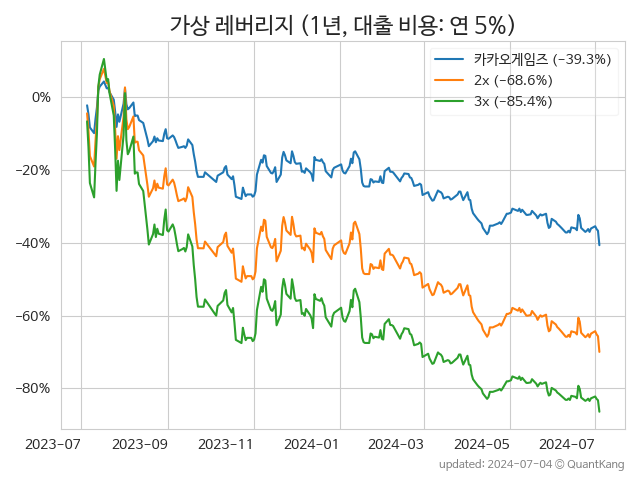 가상 레버리지 (1년, 대출 비용: 연 5%)
카카오게임즈 (−39.3%)
2x (−68.6%)
3x (−85.4%)
0%
−20%
−40%
−60%
−80%
2023-07 2023-09 2023-11 2024-01 2024-03 2024-05 2024-07
updated: 2024-07-04 © QuantKang